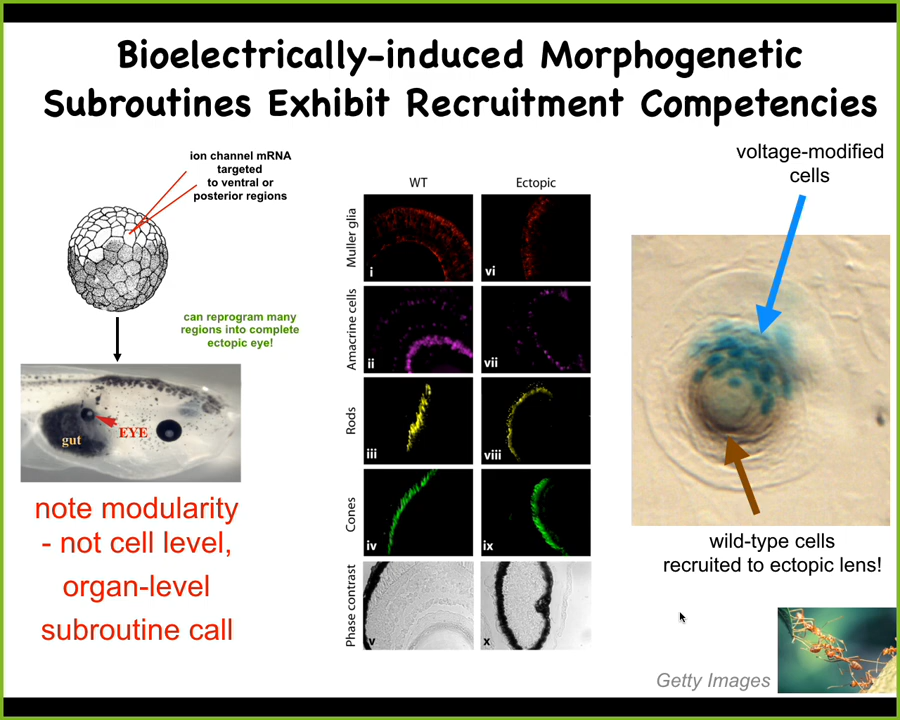 Bioelectrically-induced Morphogenetic
Subroutines Exhibit Recruitment Competencies
ion channel mRNA
targeted
to ventral or
posterior regions
can reprogram many
regions into complete
ectopic eye!
gut
EYE
note modularity
- not cell level,
organ-level
subroutine call
WT
Ectopic
Muller glia
i
vi
Amacrine cells
ii
vii
Rods
iii
viii
Cones
iv
ix
Phase contrast
v
x
voltage-modified
cells
wild-type cells
recruited to ectopic lens!
Getty Images